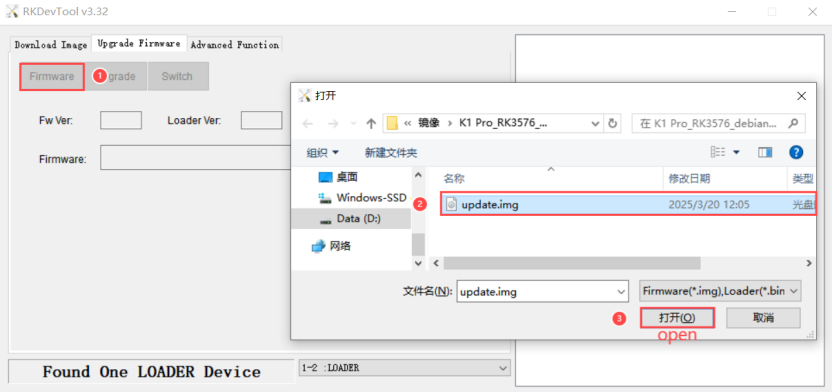 RKDevTool v3.32
Download Image Upgrade Firmware Advanced Function
Firmware 1 grade Switch
Fw Ver: Loader Ver:
Firmware:
打开
« 镜像 › K1 Pro_RK3576_... 在 K1 Pro_RK3576_debian...
组织 新建文件夹
名称 修改日期 类型
桌面
Windows-SSD
2 update.img 2025/3/20 12:05 光盘
Data (D:)
网络
文件名(N): update.img Firmware(*.img),Loader(*.bin
3 打开(O) 取消
open
Found One LOADER Device 1-2 :LOADER